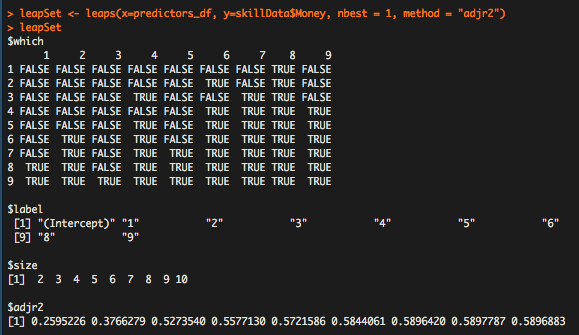 > leapSet <- leaps(x=predictors_df, y=skillData$Money, nbest = 1, method = "adjr2")
> leapSet
$which
1 2 3 4 5 6 7 8 9
1 FALSE FALSE FALSE FALSE FALSE FALSE FALSE TRUE FALSE
2 FALSE FALSE FALSE FALSE FALSE TRUE FALSE TRUE FALSE
3 FALSE FALSE FALSE TRUE FALSE FALSE TRUE TRUE FALSE
4 FALSE FALSE FALSE FALSE FALSE TRUE TRUE TRUE TRUE
5 FALSE FALSE FALSE TRUE FALSE TRUE TRUE TRUE TRUE
6 FALSE TRUE FALSE TRUE FALSE TRUE TRUE TRUE TRUE
7 FALSE TRUE FALSE TRUE TRUE TRUE TRUE TRUE TRUE
8 TRUE TRUE FALSE TRUE TRUE TRUE TRUE TRUE TRUE
9 TRUE TRUE TRUE TRUE TRUE TRUE TRUE TRUE TRUE
$label
[1] "(Intercept)" "1" "2" "3" "4" "5" "6"
[9] "8" "9"
$size
[1] 2 3 4 5 6 7 8 9 10
$adjr2
[1] 0.2595226 0.3766279 0.5273540 0.5577130 0.5721586 0.5844061 0.5896420 0.5897787 0.5896883